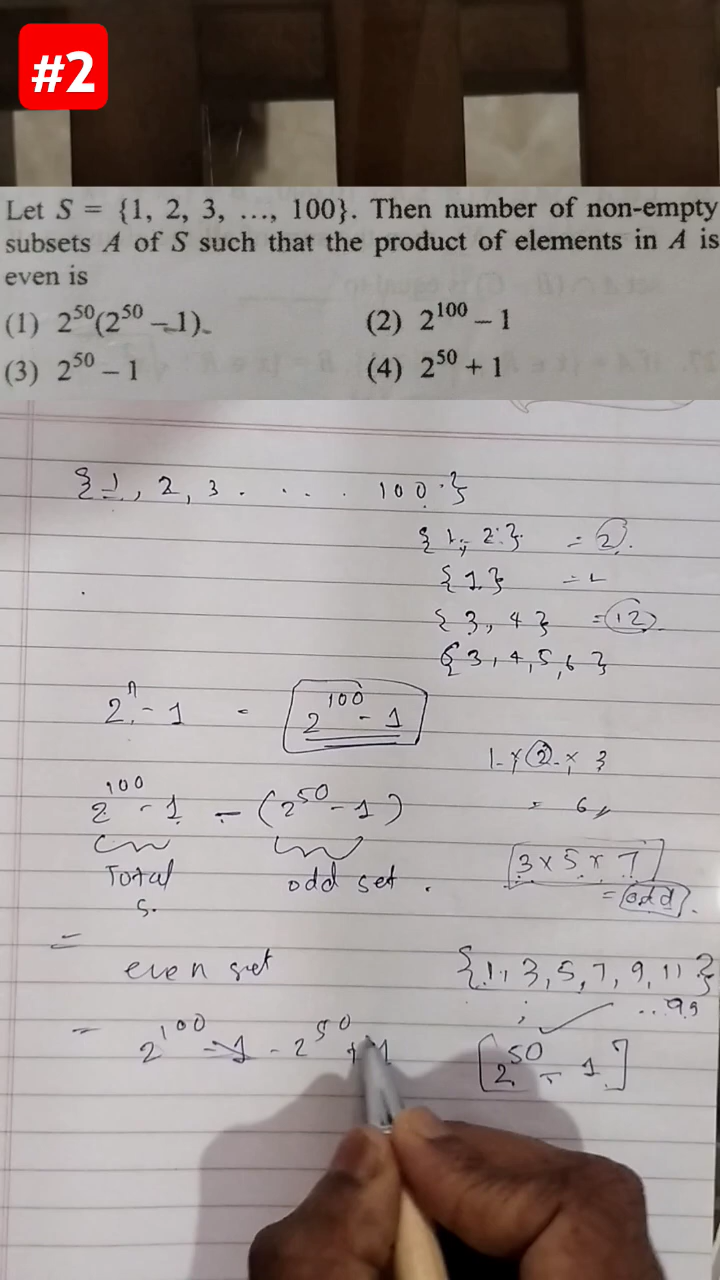 #2
Let S = {1, 2, 3, ..., 100}. Then number of non-empty
subsets A of S such that the product of elements in A is
even is
(1) 2^50(2^50 – 1)
(2) 2^100 – 1
(3) 2^50 – 1
(4) 2^50 + 1
{1, 2, 3 . . . . 100.}
{1, 2} = 2.
{1} = 1
{3, 4} = 12
{3, 4, 5, 6}
2^n - 1 = 2^100 - 1
1 x 2 x 3
= 6
2^100 - 1 - (2^50 - 1)
Total
S.
odd set.
3 x 5 x 7
= odd.
= even set
{1, 3, 5, 7, 9, 11}
..99
= 2^100 - 1 - 2^50 + 1
[2^50 - 1]